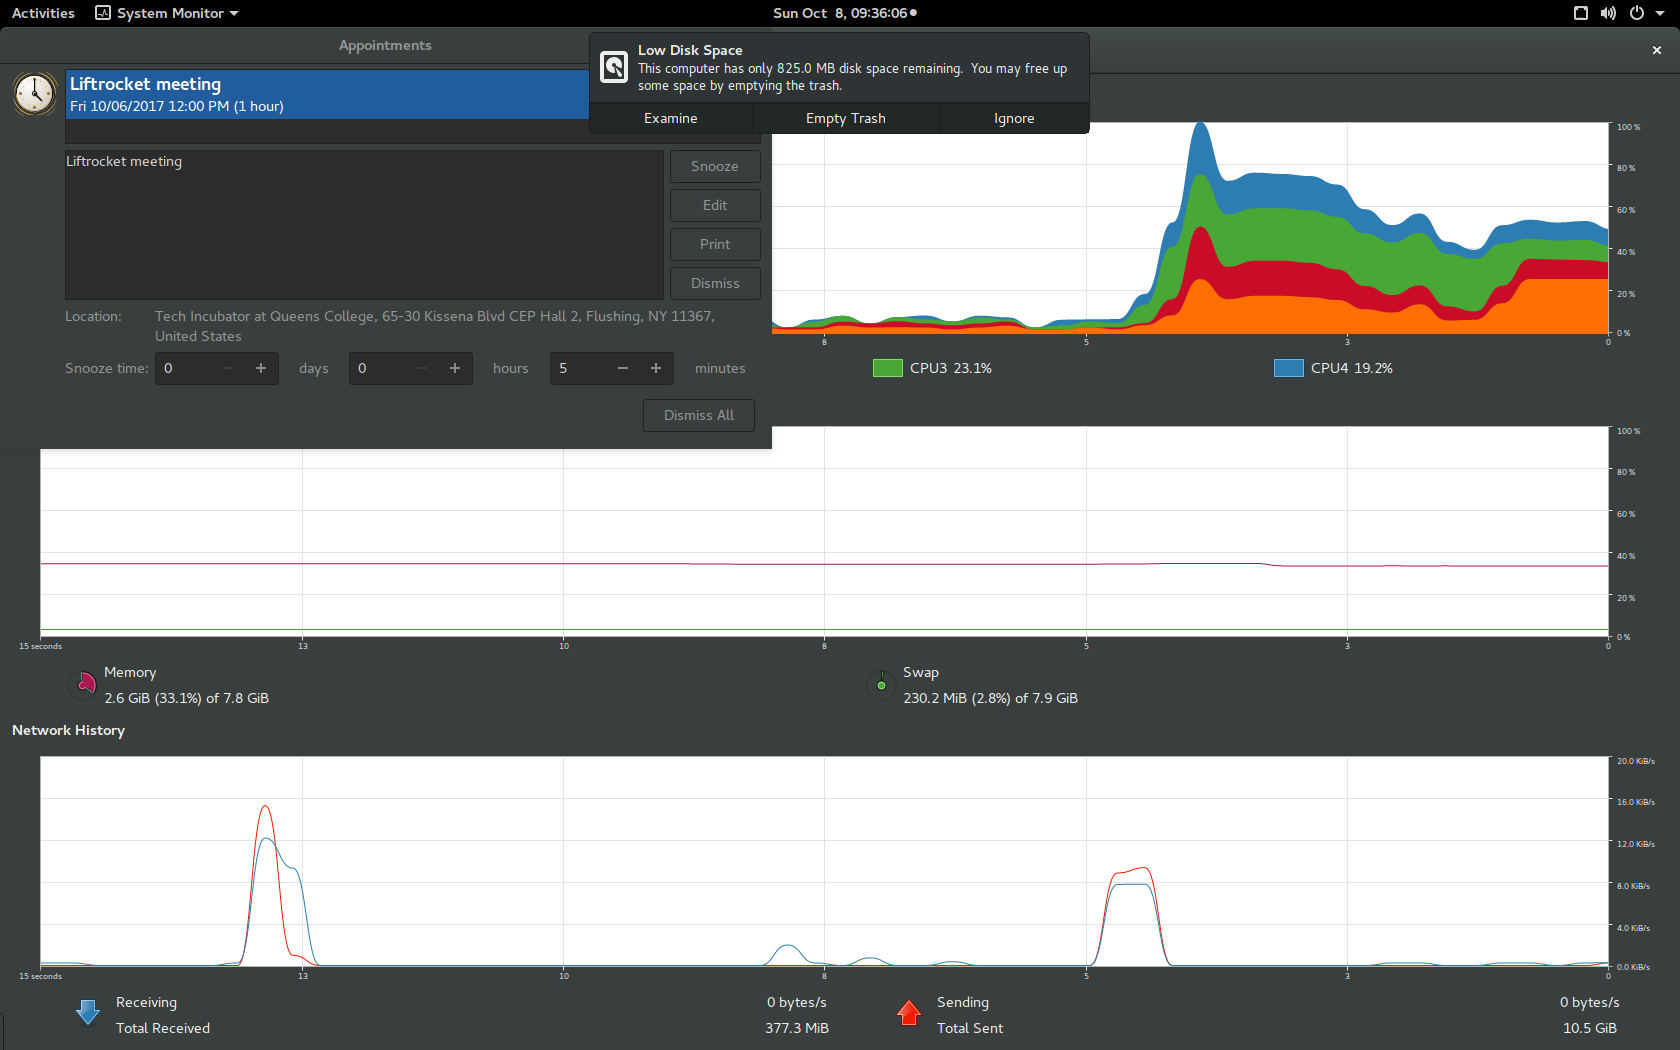 Activities System Monitor Sun Oct 8, 09:36:06
Appointments
Low Disk Space
This computer has only 825.0 MB disk space remaining. You may free up
some space by emptying the trash.
Examine Empty Trash Ignore
Liftrocket meeting
Fri 10/06/2017 12:00 PM (1 hour)
Liftrocket meeting
Snooze
Edit
Print
Dismiss
Location: Tech Incubator at Queens College, 65-30 Kissena Blvd CEP Hall 2, Flushing, NY 11367,
United States
Snooze time: 0 − + days 0 − + hours 5 − + minutes
Dismiss All
100 %
80 %
60 %
40 %
20 %
0 %
8 5 3 0
CPU3 23.1% CPU4 19.2%
100 %
80 %
60 %
40 %
20 %
0 %
15 seconds 13 10 8 5 3 0
Memory
2.6 GiB (33.1%) of 7.8 GiB
Swap
230.2 MiB (2.8%) of 7.9 GiB
Network History
20.0 KiB/s
16.0 KiB/s
12.0 KiB/s
8.0 KiB/s
4.0 KiB/s
0.0 KiB/s
15 seconds 13 10 8 5 3 0
Receiving 0 bytes/s
Total Received 377.3 MiB
Sending 0 bytes/s
Total Sent 10.5 GiB